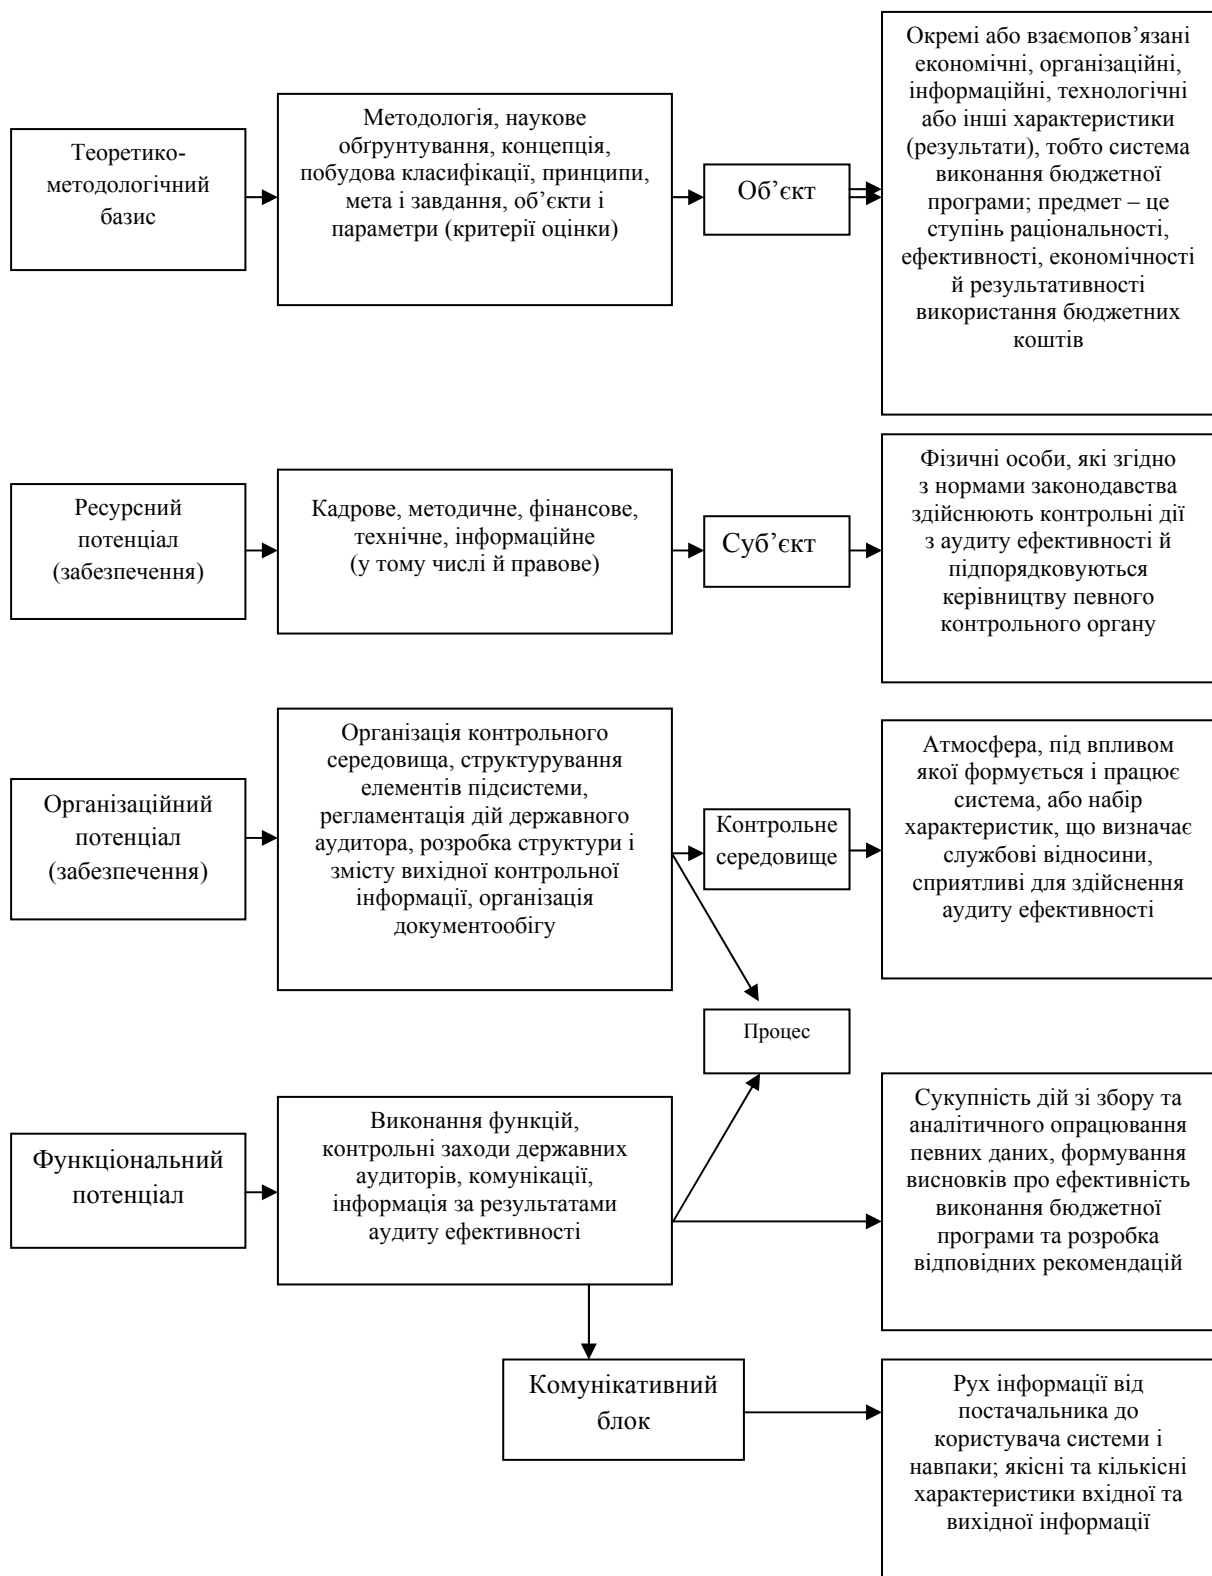 Теоретико-
методологічний
базис
Методологія, наукове
обґрунтування, концепція,
побудова класифікації, принципи,
мета і завдання, об’єкти і
параметри (критерії оцінки)
Об’єкт
Окремі або взаємопов’язані
економічні, організаційні,
інформаційні, технологічні
або інші характеристики
(результати), тобто система
виконання бюджетної
програми; предмет – це
ступінь раціональності,
ефективності, економічності
й результативності
використання бюджетних
коштів
Ресурсний
потенціал
(забезпечення)
Кадрове, методичне, фінансове,
технічне, інформаційне
(у тому числі й правове)
Суб’єкт
Фізичні особи, які згідно
з нормами законодавства
здійснюють контрольні дії
з аудиту ефективності й
підпорядковуються
керівництву певного
контрольного органу
Організаційний
потенціал
(забезпечення)
Організація контрольного
середовища, структурування
елементів підсистеми,
регламентація дій державного
аудитора, розробка структури і
змісту вихідної контрольної
інформації, організація
документообігу
Контрольне
середовище
Атмосфера, під впливом
якої формується і працює
система, або набір
характеристик, що визначає
службові відносини,
сприятливі для здійснення
аудиту ефективності
Процес
Функціональний
потенціал
Виконання функцій,
контрольні заходи державних
аудиторів, комунікації,
інформація за результатами
аудиту ефективності
Сукупність дій зі збору та
аналітичного опрацювання
певних даних, формування
висновків про ефективність
виконання бюджетної
програми та розробка
відповідних рекомендацій
Комунікативний
блок
Рух інформації від
постачальника до
користувача системи і
навпаки; якісні та кількісні
характеристики вхідної та
вихідної інформації